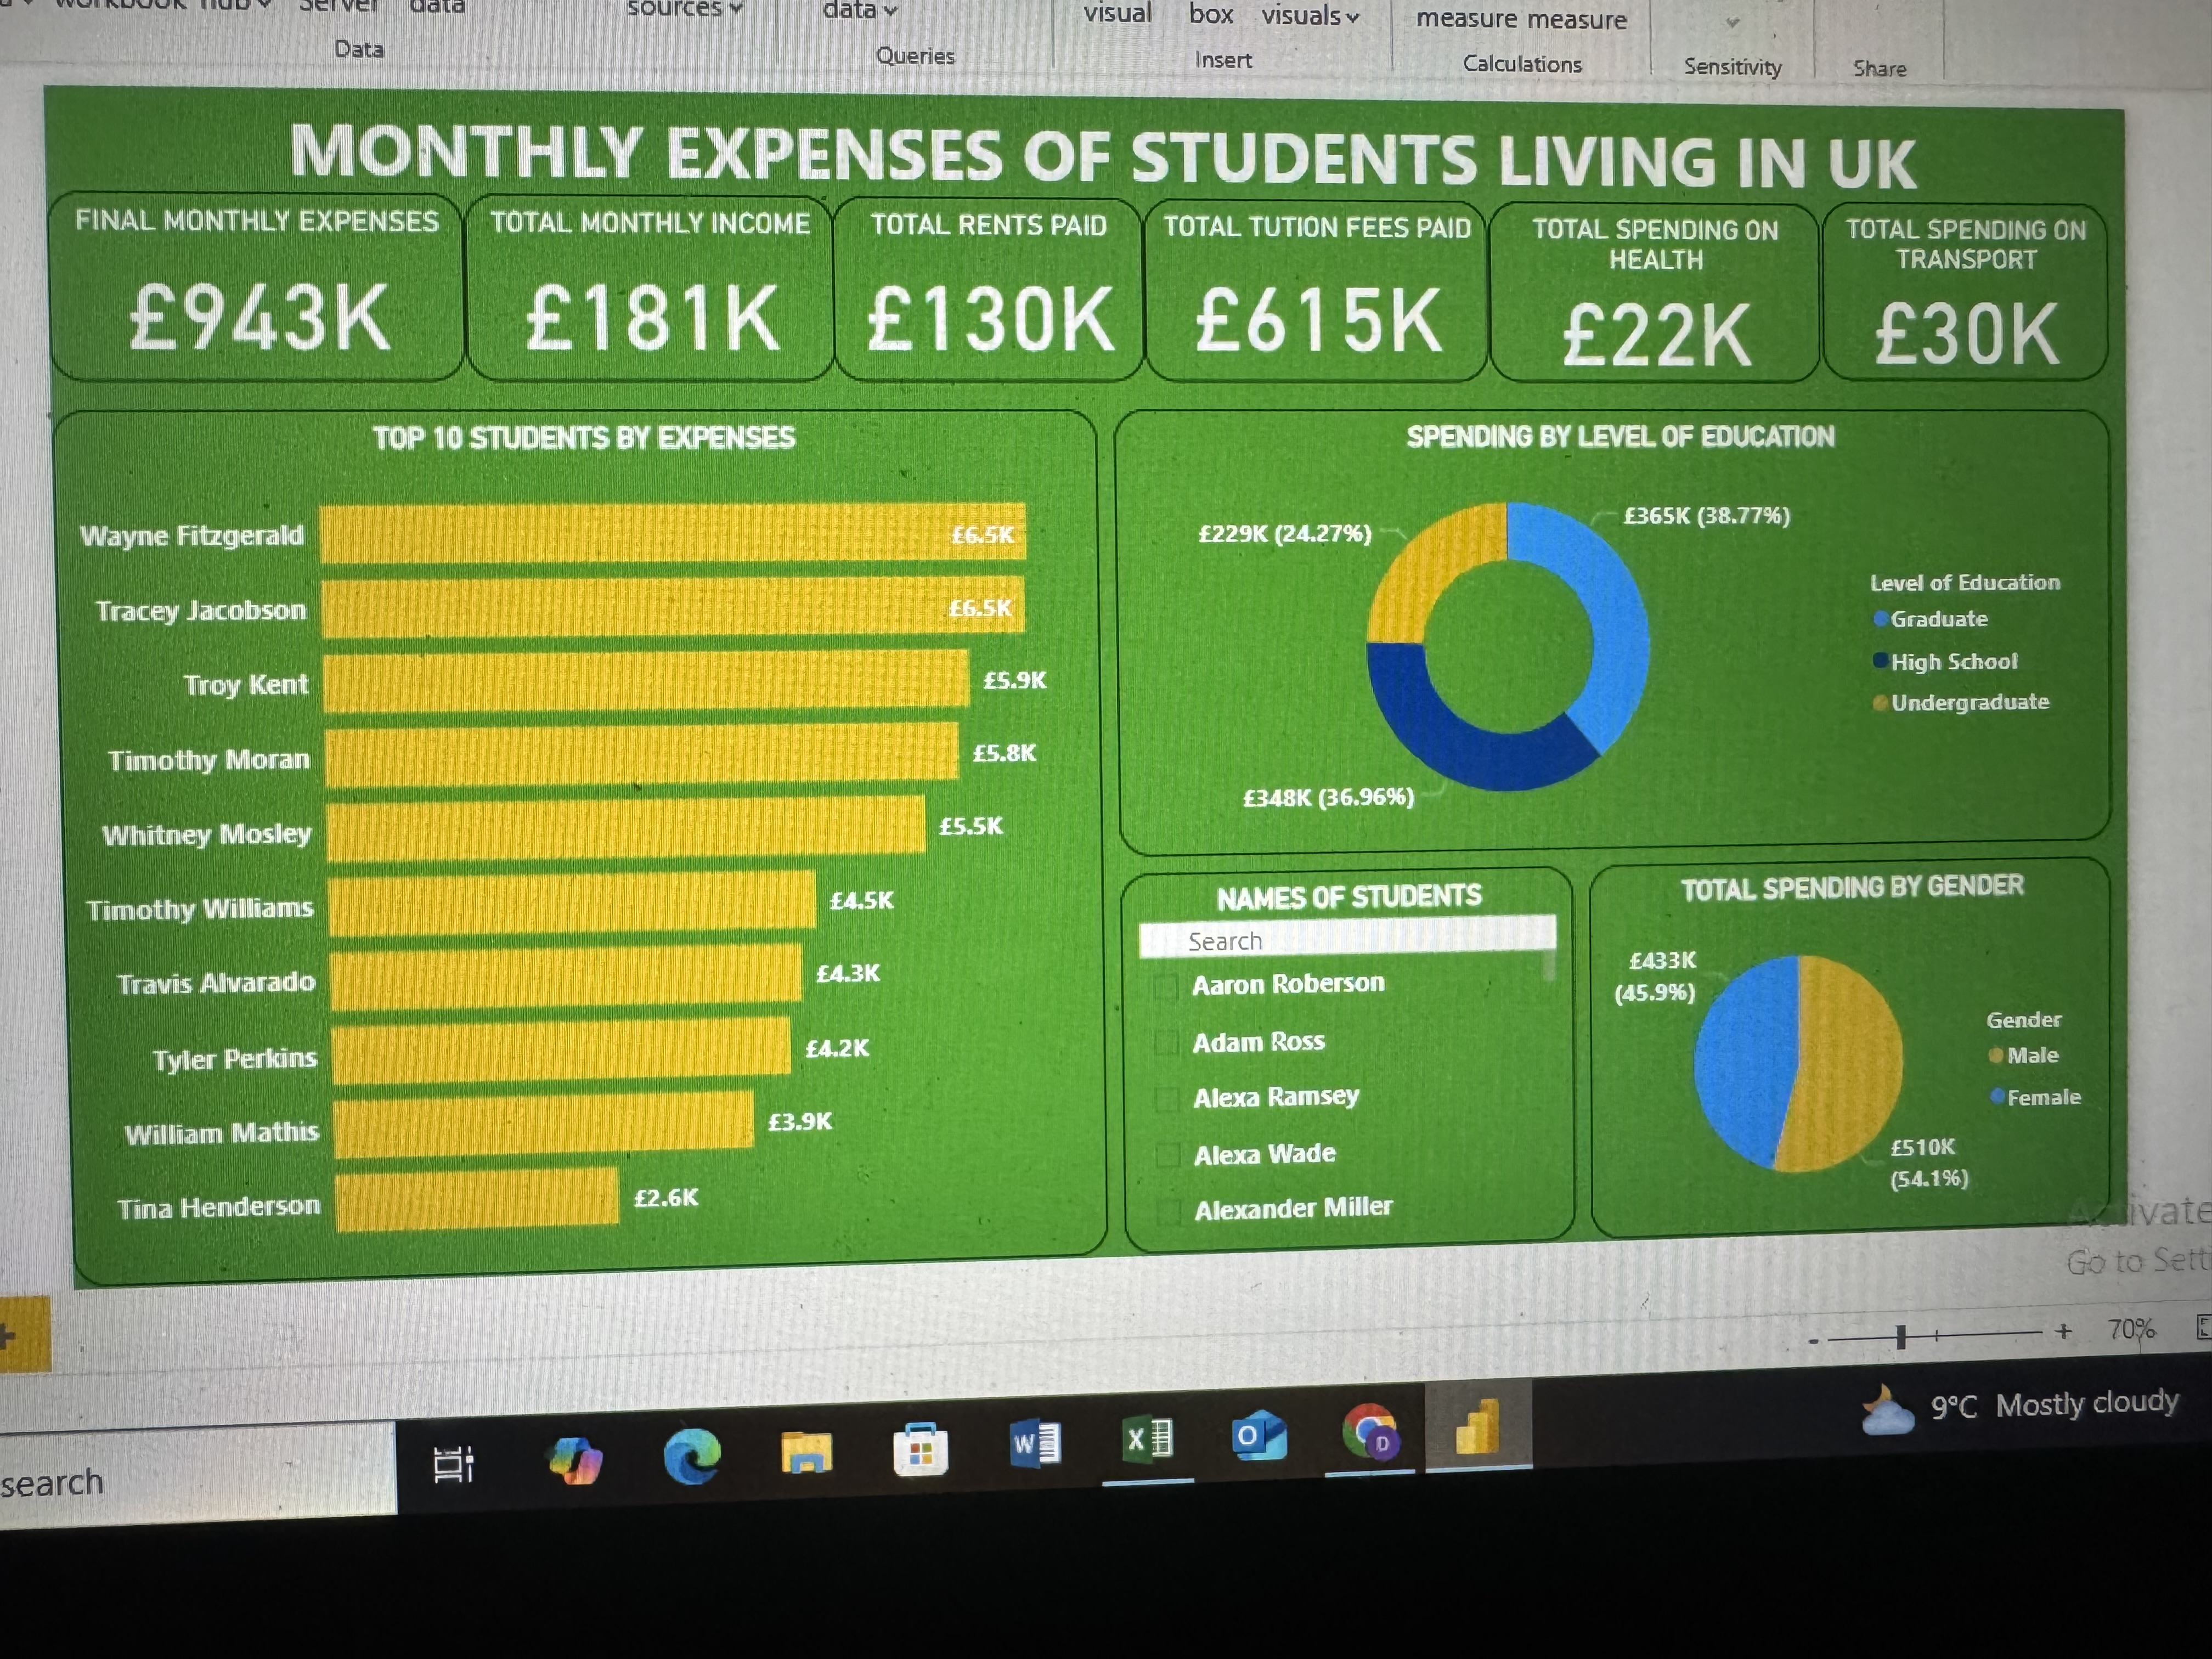 data
sources
data
visual box visuals
measure measure
Data
Queries
Insert
Calculations
Sensitivity
Share
MONTHLY EXPENSES OF STUDENTS LIVING IN UK
FINAL MONTHLY EXPENSES
£943K
TOTAL MONTHLY INCOME
£181K
TOTAL RENTS PAID
£130K
TOTAL TUTION FEES PAID
£615K
TOTAL SPENDING ON
HEALTH
£22K
TOTAL SPENDING ON
TRANSPORT
£30K
TOP 10 STUDENTS BY EXPENSES
Wayne Fitzgerald £6.5K
Tracey Jacobson £6.5K
Troy Kent £5.9K
Timothy Moran £5.8K
Whitney Mosley £5.5K
Timothy Williams £4.5K
Travis Alvarado £4.3K
Tyler Perkins £4.2K
William Mathis £3.9K
Tina Henderson £2.6K
SPENDING BY LEVEL OF EDUCATION
£229K (24.27%)
£365K (38.77%)
£348K (36.96%)
Level of Education
Graduate
High School
Undergraduate
NAMES OF STUDENTS
Search
Aaron Roberson
Adam Ross
Alexa Ramsey
Alexa Wade
Alexander Miller
TOTAL SPENDING BY GENDER
£433K
(45.9%)
£510K
(54.1%)
Gender
Male
Female
Go to
- + 70%
search
W
X
O
D
9°C Mostly cloudy